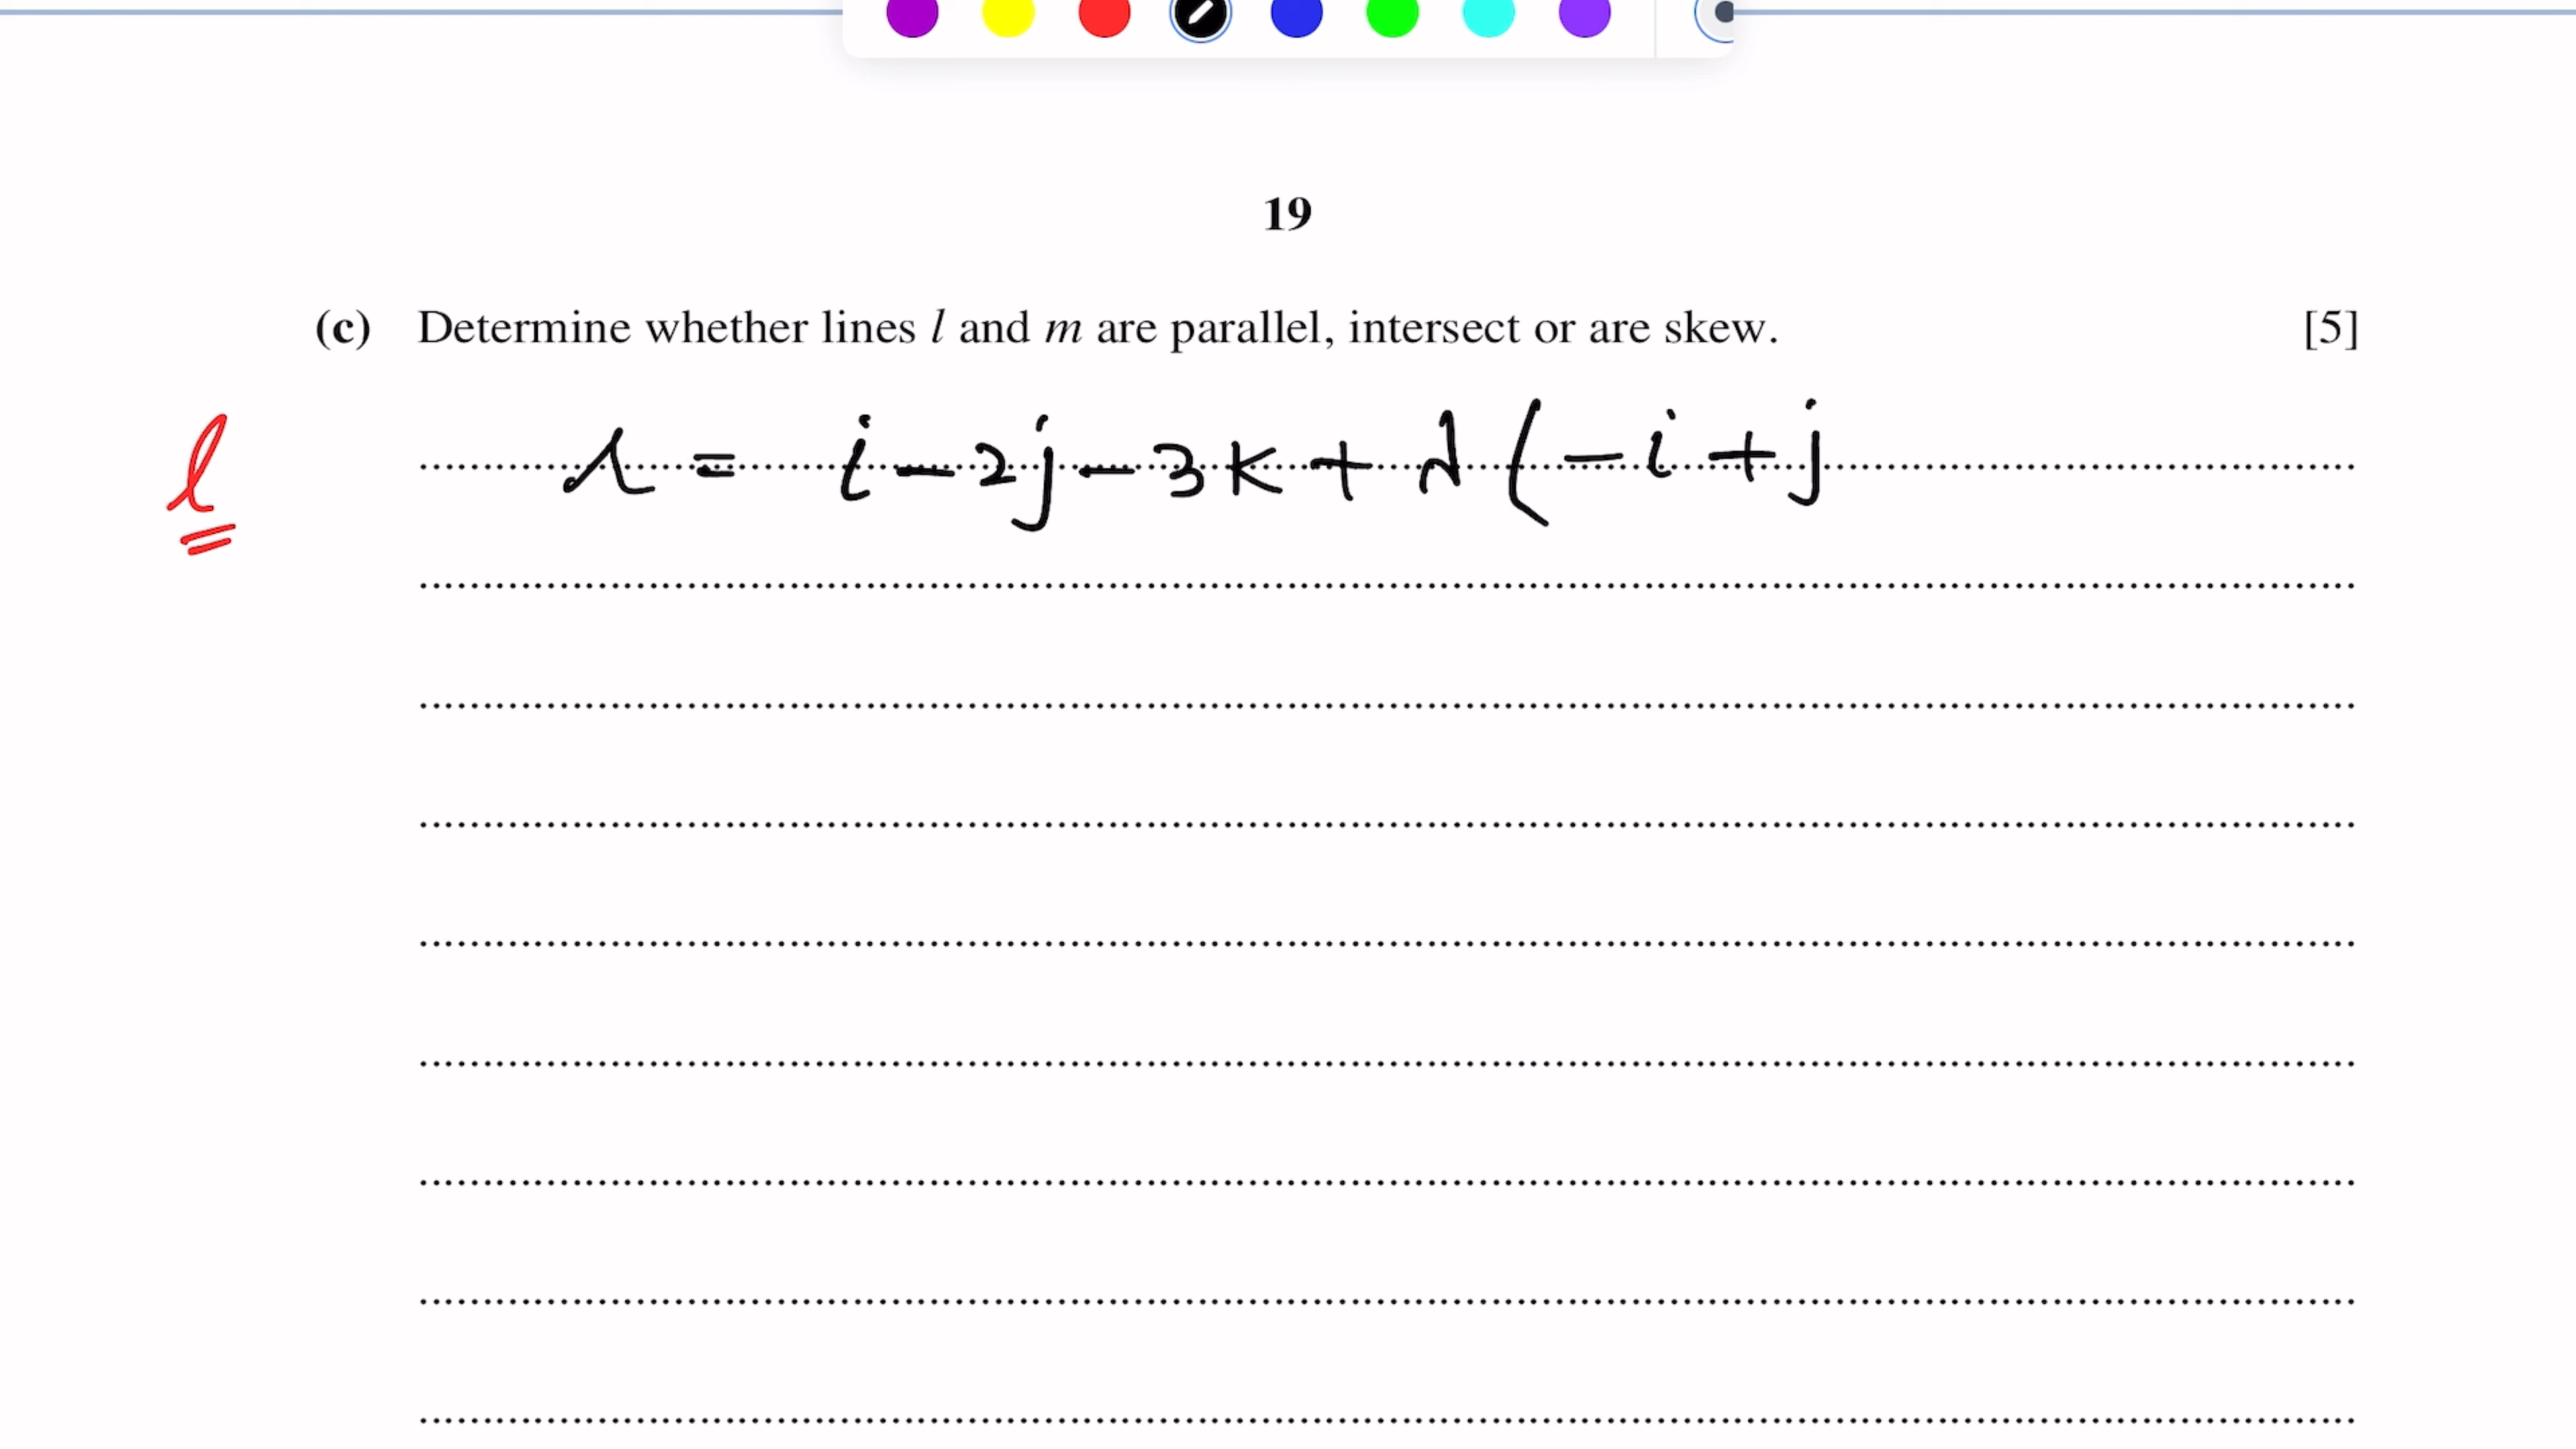 19
(c) Determine whether lines l and m are parallel, intersect or are skew. [5]
l r = i - 2j - 3k + λ (- i + j